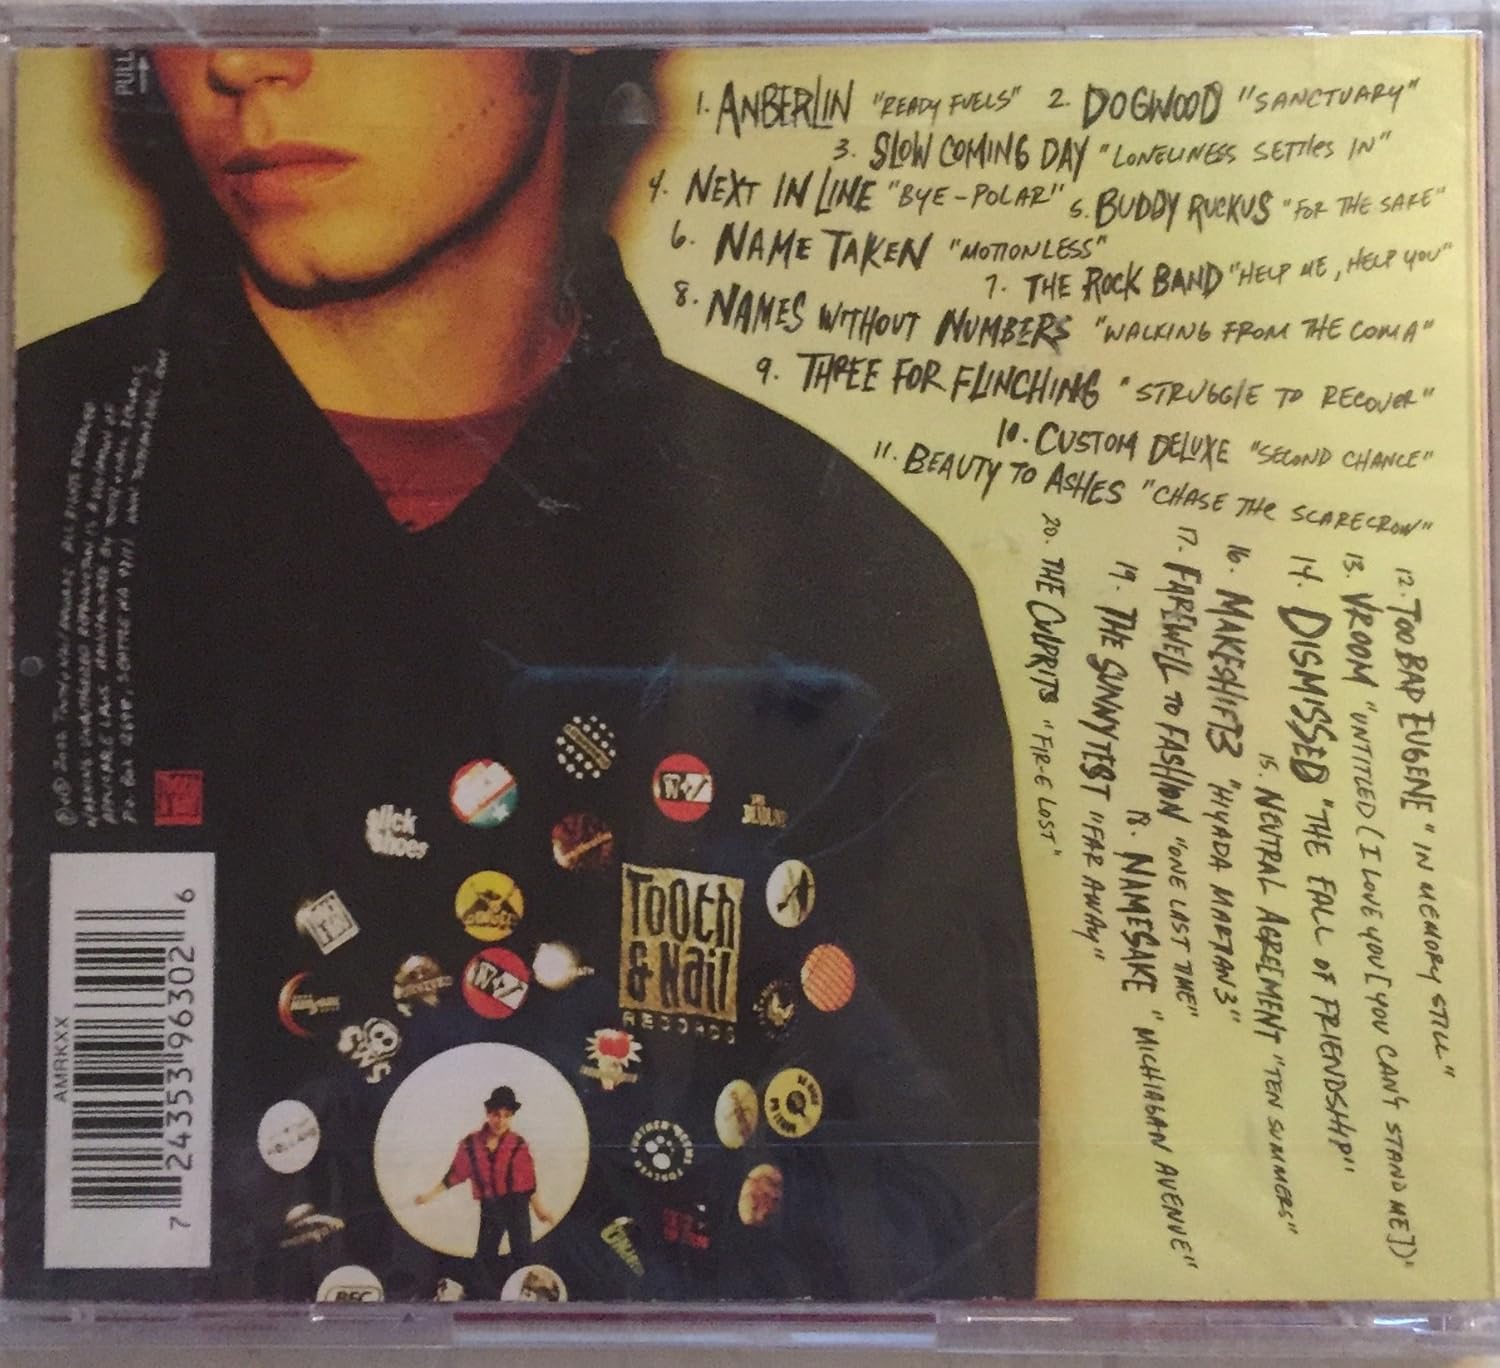 PULL
1. ANBERLIN "READY FUELS" 2. DOGWOOD "SANCTUARY"
3. SLOW COMING DAY "LONELINESS SETTLES IN"
4. NEXT IN LINE "BYE-POLAR" 5. BUDDY RUCKUS "FOR THE SAKE"
6. NAME TAKEN "MOTIONLESS"
7. THE ROCK BAND "HELP ME, HELP YOU"
8. NAMES WITHOUT NUMBERS "WALKING FROM THE COMA"
9. THREE FOR FLINCHING "STRUGGLE TO RECOVER"
10. CUSTOM DELUXE "SECOND CHANCE"
11. BEAUTY TO ASHES "CHASE THE SCARECROW"
12. TOO BAD EUGENE "IN MEMORY STILL"
13. VROOM "UNTITLED (I LOVE YOU [YOU CAN'T STAND ME])"
14. DISMISSED "THE FALL OF FRIENDSHIP"
15. NEUTRAL AGREEMENT "TEN SUMMERS"
16. MAKESHIFT3 "HIYADA MARTIAN 3"
17. FAREWELL TO FASHION "ONE LAST TIME"
18. NAMESAKE "MICHIAGAN AVENUE"
19. THE SUNNYTEST "FAR AWAY"
20. THE CULPRITS "FIR-E LOST"
Slick Shoes
Tooth
& Nail
RECORDS
AMRKXX
7 24353 96302 6